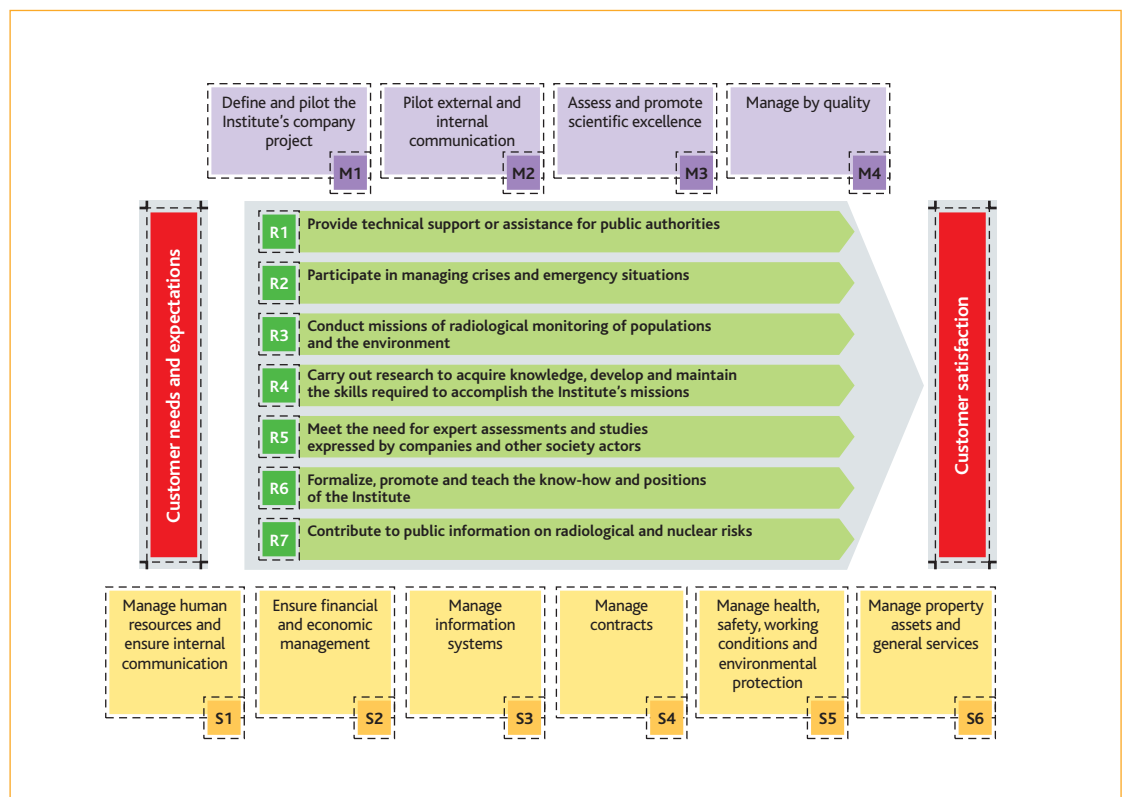 Define and pilot the
Institute's company
project
M1
Pilot external and
internal
communication
M2
Assess and promote
scientific excellence
M3
Manage by quality
M4
Customer needs and expectations
R1
Provide technical support or assistance for public authorities
R2
Participate in managing crises and emergency situations
R3
Conduct missions of radiological monitoring of populations
and the environment
R4
Carry out research to acquire knowledge, develop and maintain
the skills required to accomplish the Institute's missions
R5
Meet the need for expert assessments and studies
expressed by companies and other society actors
R6
Formalize, promote and teach the know-how and positions
of the Institute
R7
Contribute to public information on radiological and nuclear risks
Customer satisfaction
Manage human
resources and
ensure internal
communication
S1
Ensure financial
and economic
management
S2
Manage
information
systems
S3
Manage
contracts
S4
Manage health,
safety, working
conditions and
environmental
protection
S5
Manage property
assets and
general services
S6